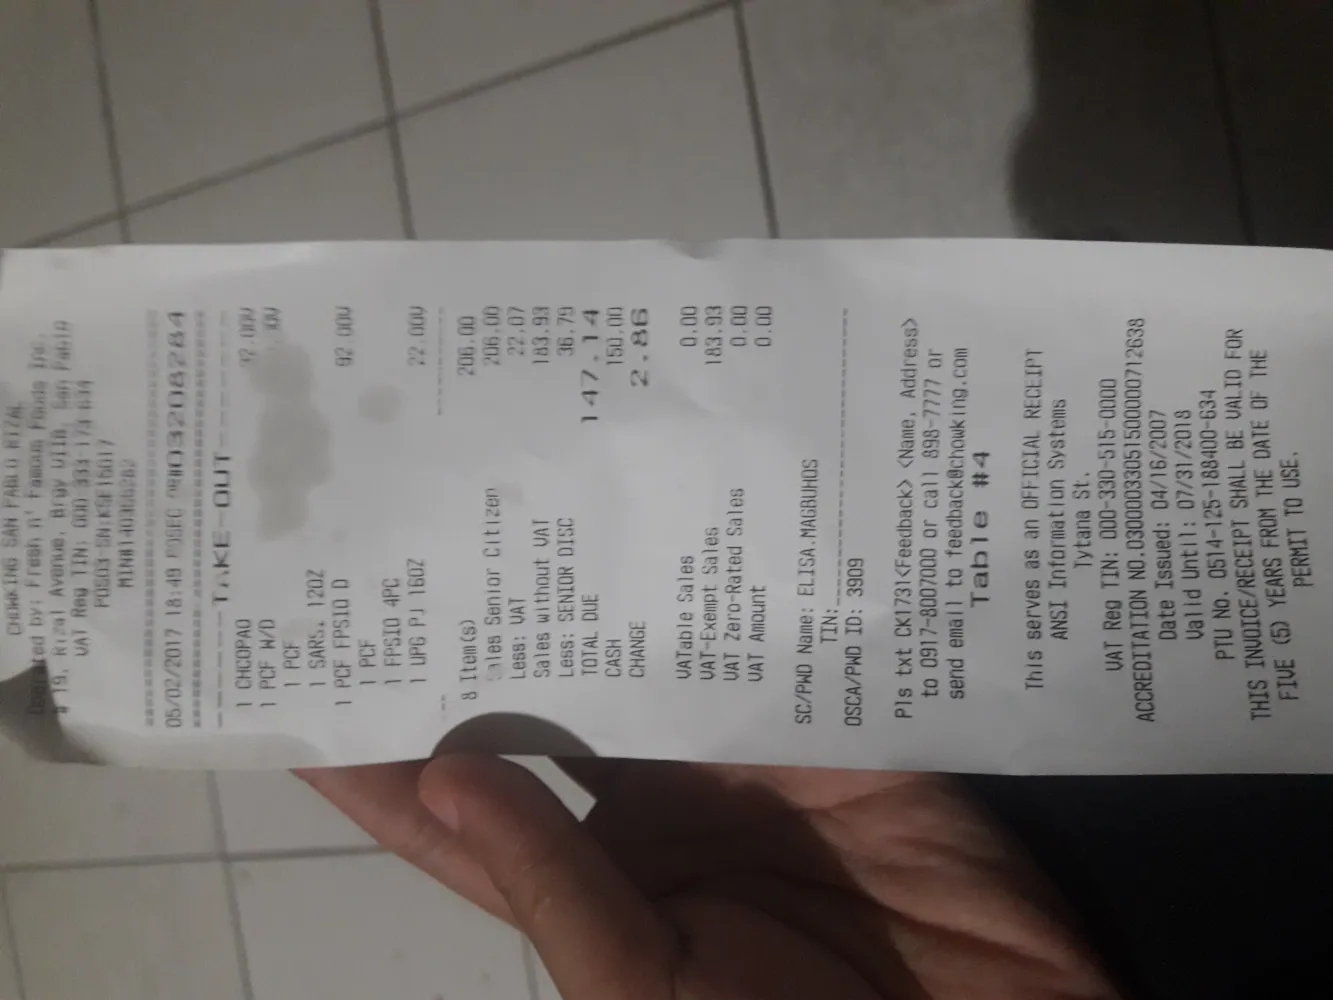 CHOWKING SAN PABLO RIZAL
Operated by: Fresh n' Famous Foods Inc.
19, Rizal Avenue, Brgy San Pablo
VAT Reg TIN: 000-333-173-634
MIN#140366282
05/02/2017 18:49
TAKE-OUT
1 CHCOPAO
1 PCF W/D
1 PCF
1 SARSI 12OZ
1 PCF FPSIO D 92.00V
1 PCF
1 FPSIO 4PC
1 UPG PJ 16OZ 22.00V
8 Item(s) 206.00
Sales Senior Citizen 206.00
Less: VAT 22.07
Sales without VAT 183.93
Less: SENIOR DISC 36.79
TOTAL DUE 147.14
CASH 150.00
CHANGE 2.86
VATable Sales 0.00
VAT-Exempt Sales 183.93
VAT Zero-Rated Sales 0.00
VAT Amount 0.00
SC/PWD Name: ELISA.MAGBUHOS
TIN:
OSCA/PWD ID: 3909
Pls txt CK1731<Feedback> <Name, Address>
to 0917-8007000 or call 898-7777 or
send email to feedback@chowking.com
Table #4
This serves as an OFFICIAL RECEIPT
ANSI Information Systems
Tytana St.
VAT Reg TIN: 000-330-515-0000
ACCREDITATION NO.030000330515000000712638
Date Issued: 04/16/2007
Valid Until: 07/31/2018
PTU No. 0514-125-188400-634
THIS INVOICE/RECEIPT SHALL BE VALID FOR
FIVE (5) YEARS FROM THE DATE OF THE
PERMIT TO USE.